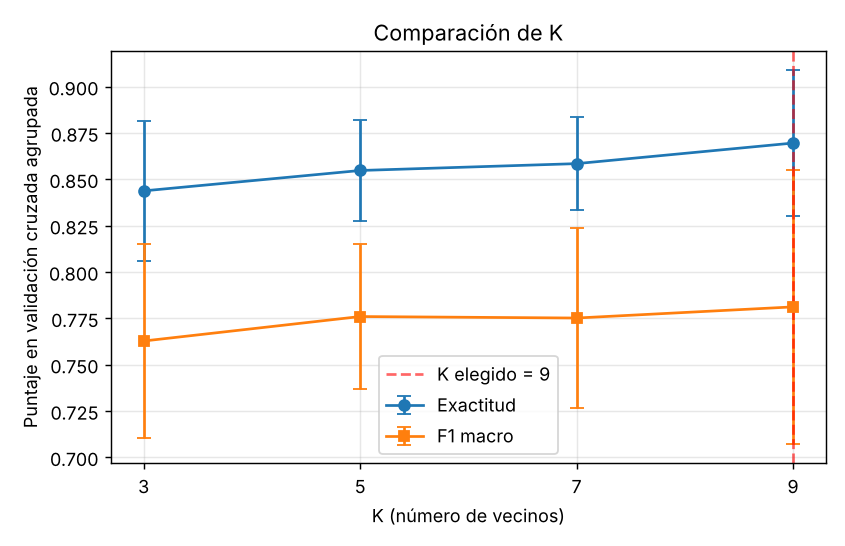 Comparación de K
Puntaje en validación cruzada agrupada
0.900
0.875
0.850
0.825
0.800
0.775
0.750
0.725
0.700
K elegido = 9
Exactitud
F1 macro
3 5 7 9
K (número de vecinos)